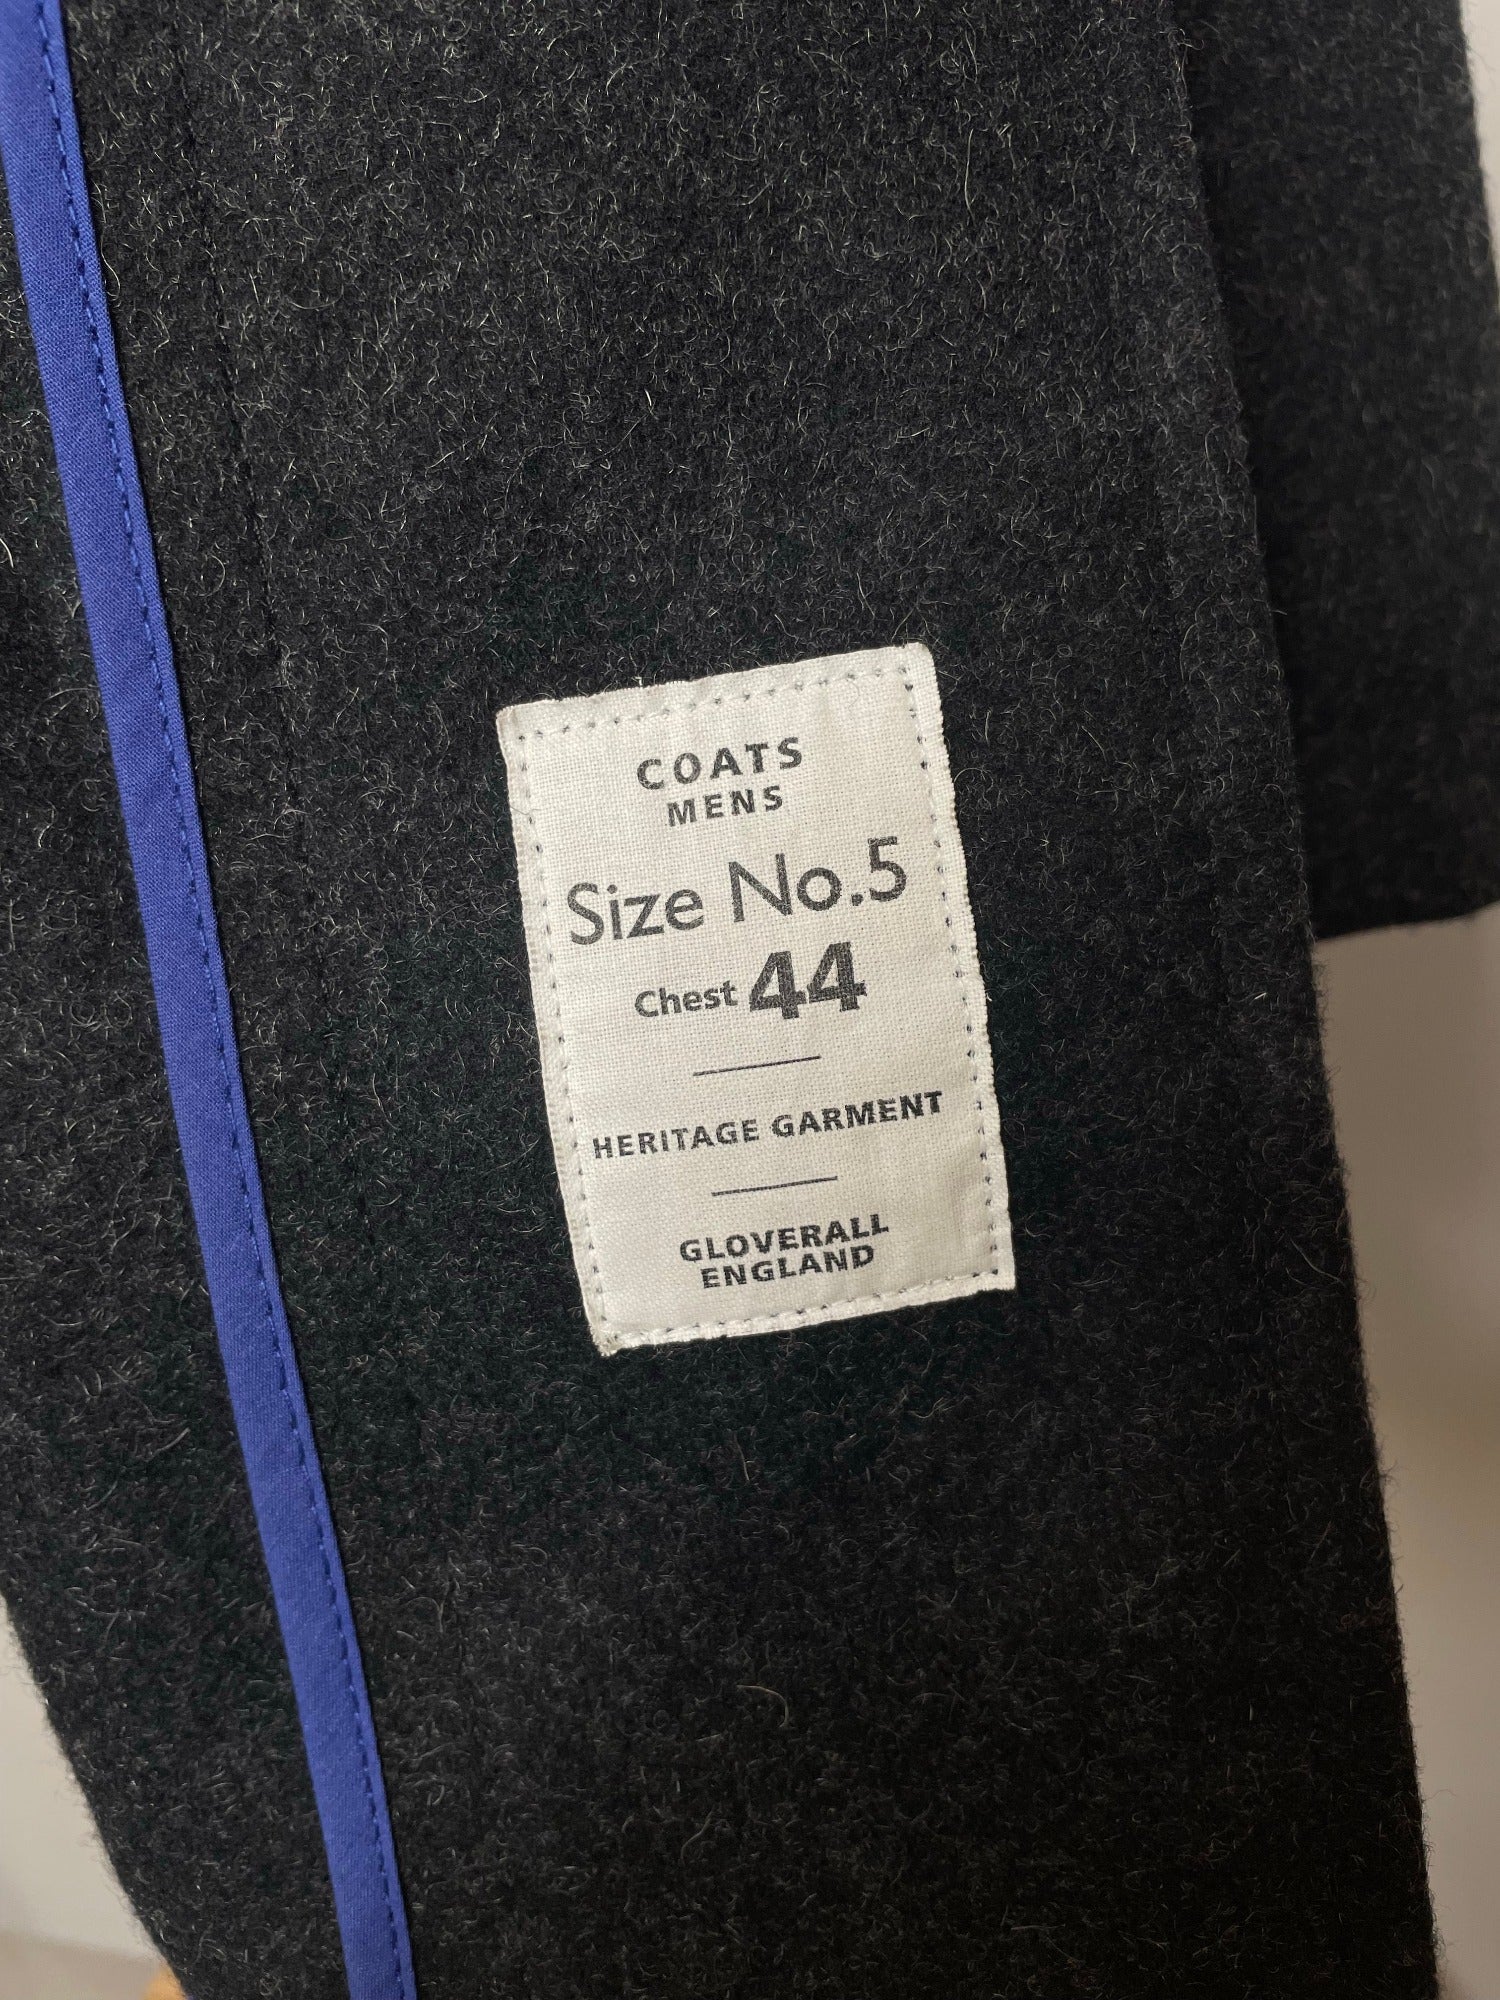 COATS
MENS
Size No.5
Chest 44
HERITAGE GARMENT
GLOVERALL
ENGLAND